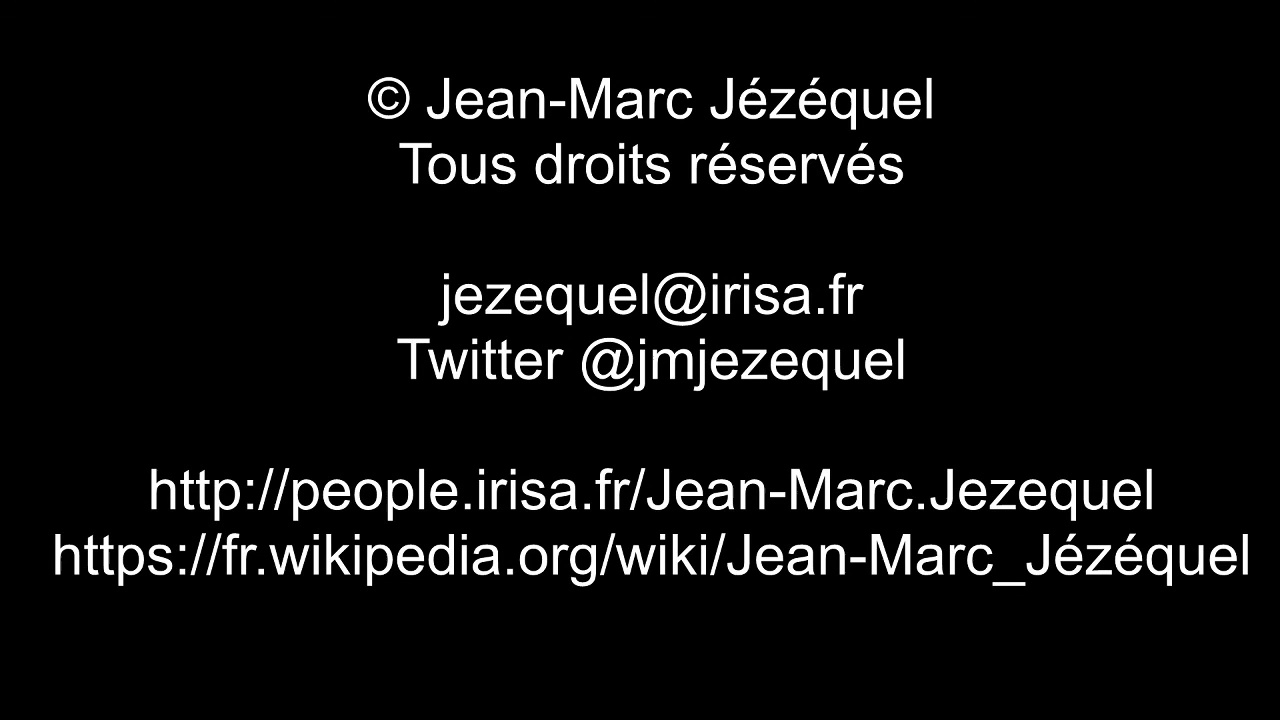 © Jean-Marc Jézéquel
Tous droits réservés
jezequel@irisa.fr
Twitter @jmjezequel
http://people.irisa.fr/Jean-Marc.Jezequel
https://fr.wikipedia.org/wiki/Jean-Marc_Jézéquel